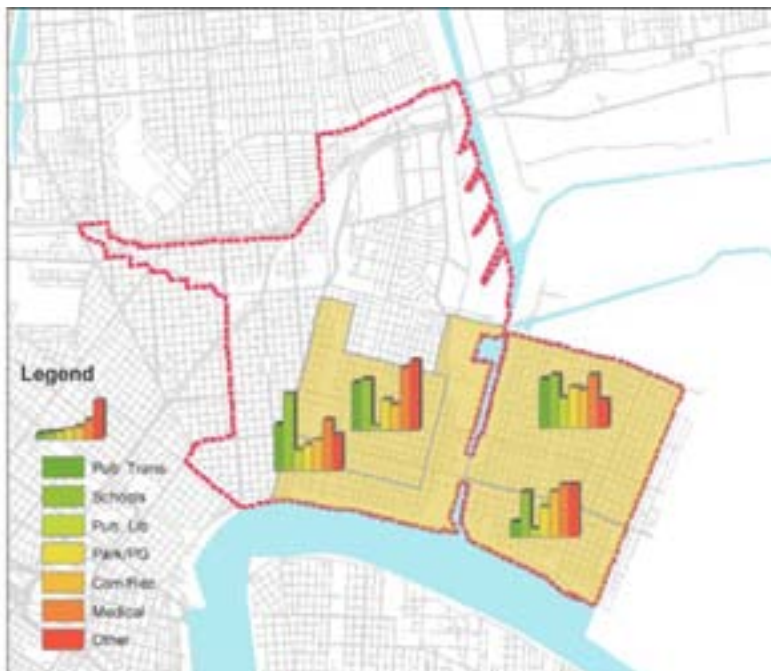 Legend
Pub Trans
Schools
Pub. Lib
Park/PG
Com/Rec
Medical
Other